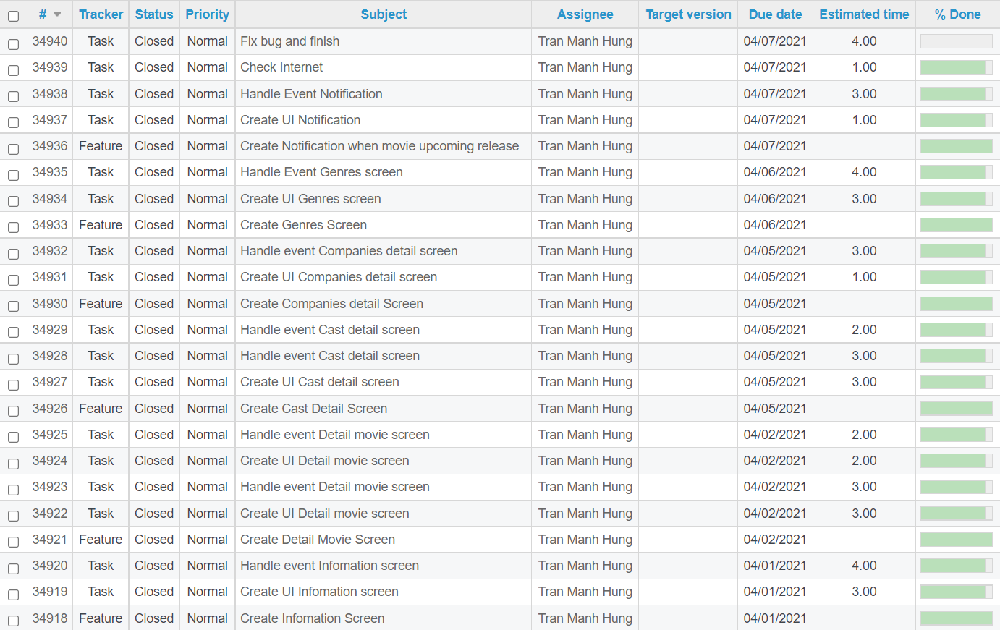 # Tracker Status Priority Subject Assignee Target version Due date Estimated time % Done
34940 Task Closed Normal Fix bug and finish Tran Manh Hung 04/07/2021 4.00
34939 Task Closed Normal Check Internet Tran Manh Hung 04/07/2021 1.00
34938 Task Closed Normal Handle Event Notification Tran Manh Hung 04/07/2021 3.00
34937 Task Closed Normal Create UI Notification Tran Manh Hung 04/07/2021 1.00
34936 Feature Closed Normal Create Notification when movie upcoming release Tran Manh Hung 04/07/2021
34935 Task Closed Normal Handle Event Genres screen Tran Manh Hung 04/06/2021 4.00
34934 Task Closed Normal Create UI Genres screen Tran Manh Hung 04/06/2021 3.00
34933 Feature Closed Normal Create Genres Screen Tran Manh Hung 04/06/2021
34932 Task Closed Normal Handle event Companies detail screen Tran Manh Hung 04/05/2021 3.00
34931 Task Closed Normal Create UI Companies detail screen Tran Manh Hung 04/05/2021 1.00
34930 Feature Closed Normal Create Companies detail Screen Tran Manh Hung 04/05/2021
34929 Task Closed Normal Handle event Cast detail screen Tran Manh Hung 04/05/2021 2.00
34928 Task Closed Normal Handle event Cast detail screen Tran Manh Hung 04/05/2021 3.00
34927 Task Closed Normal Create UI Cast detail screen Tran Manh Hung 04/05/2021 3.00
34926 Feature Closed Normal Create Cast Detail Screen Tran Manh Hung 04/05/2021
34925 Task Closed Normal Handle event Detail movie screen Tran Manh Hung 04/02/2021 2.00
34924 Task Closed Normal Create UI Detail movie screen Tran Manh Hung 04/02/2021 2.00
34923 Task Closed Normal Handle event Detail movie screen Tran Manh Hung 04/02/2021 3.00
34922 Task Closed Normal Create UI Detail movie screen Tran Manh Hung 04/02/2021 3.00
34921 Feature Closed Normal Create Detail Movie Screen Tran Manh Hung 04/02/2021
34920 Task Closed Normal Handle event Infomation screen Tran Manh Hung 04/01/2021 4.00
34919 Task Closed Normal Create UI Infomation screen Tran Manh Hung 04/01/2021 3.00
34918 Feature Closed Normal Create Infomation Screen Tran Manh Hung 04/01/2021